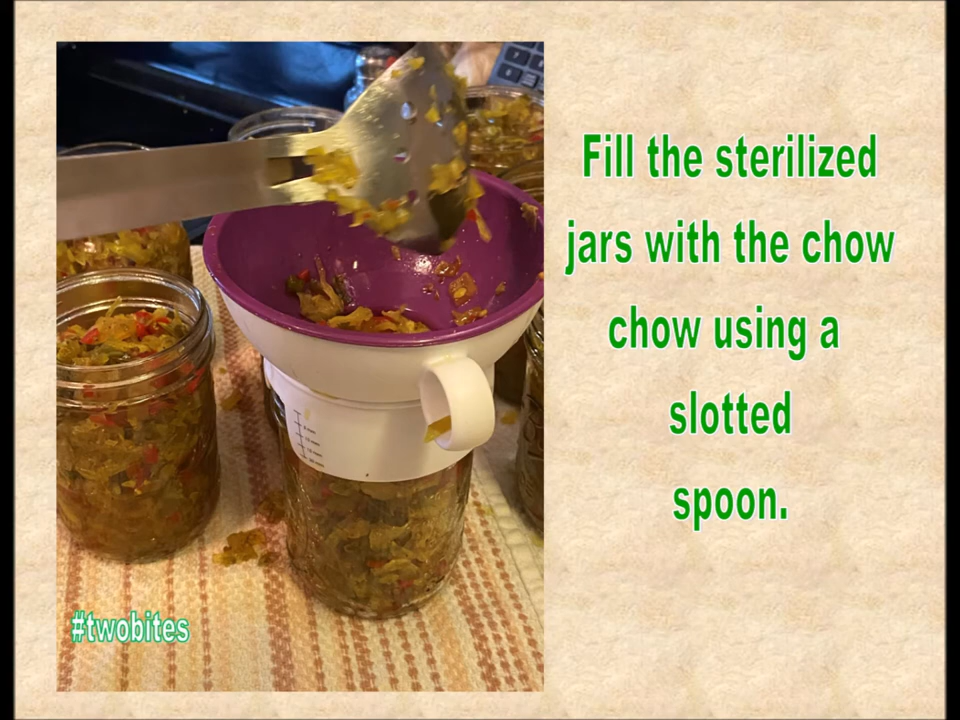 Fill the sterilized
jars with the chow
chow using a
slotted
spoon.
#twobites